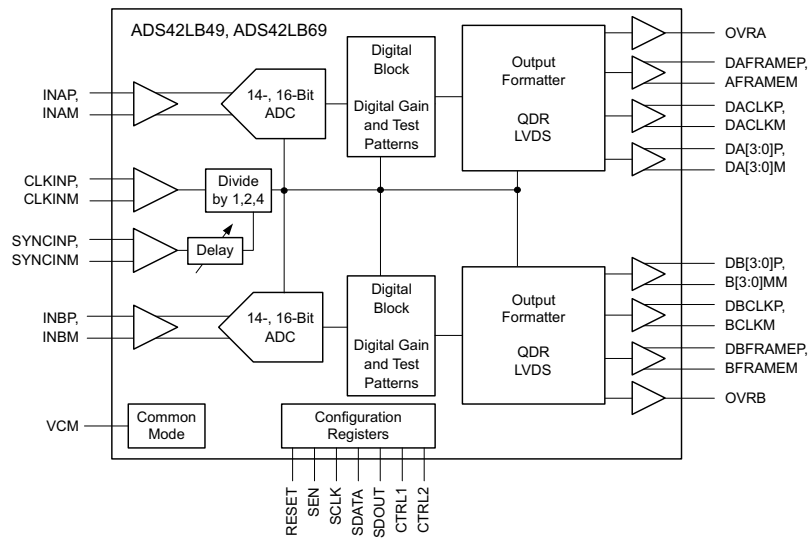 ADS42LB49, ADS42LB69
INAP,
INAM
14-, 16-Bit
ADC
Digital
Block
Digital Gain
and Test
Patterns
Output
Formatter
QDR
LVDS
OVRA
DAFRAMEP,
AFRAMEM
DACLKP,
DACLKM
DA[3:0]P,
DA[3:0]M
CLKINP,
CLKINM
Divide
by 1,2,4
SYNCINP,
SYNCINM
Delay
INBP,
INBM
14-, 16-Bit
ADC
Digital
Block
Digital Gain
and Test
Patterns
Output
Formatter
QDR
LVDS
DB[3:0]P,
B[3:0]MM
DBCLKP,
BCLKM
DBFRAMEP,
BFRAMEM
OVRB
VCM
Common
Mode
Configuration
Registers
RESET
SEN
SCLK
SDATA
SDOUT
CTRL1
CTRL2